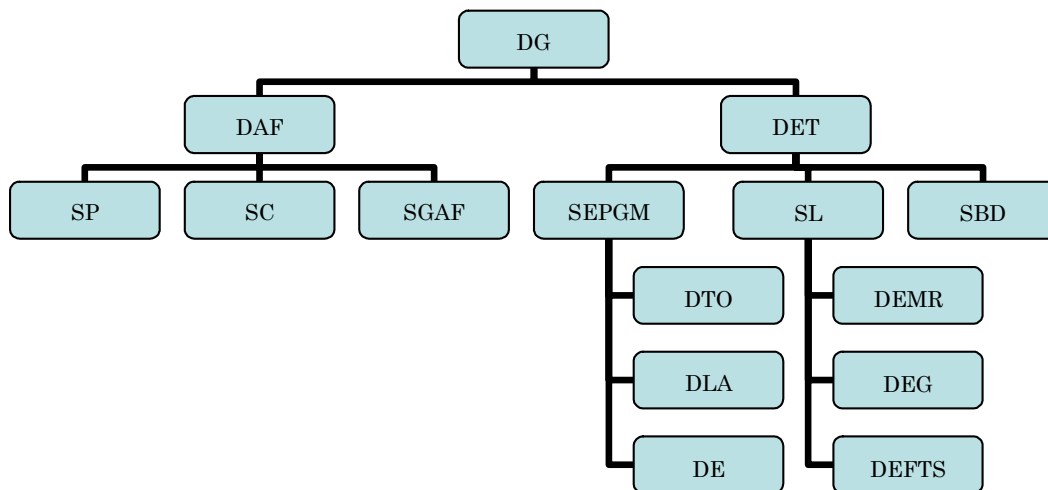 DG
DAF
DET
SP
SC
SGAF
SEPGM
SL
SBD
DTO
DEMR
DLA
DEG
DE
DEFTS